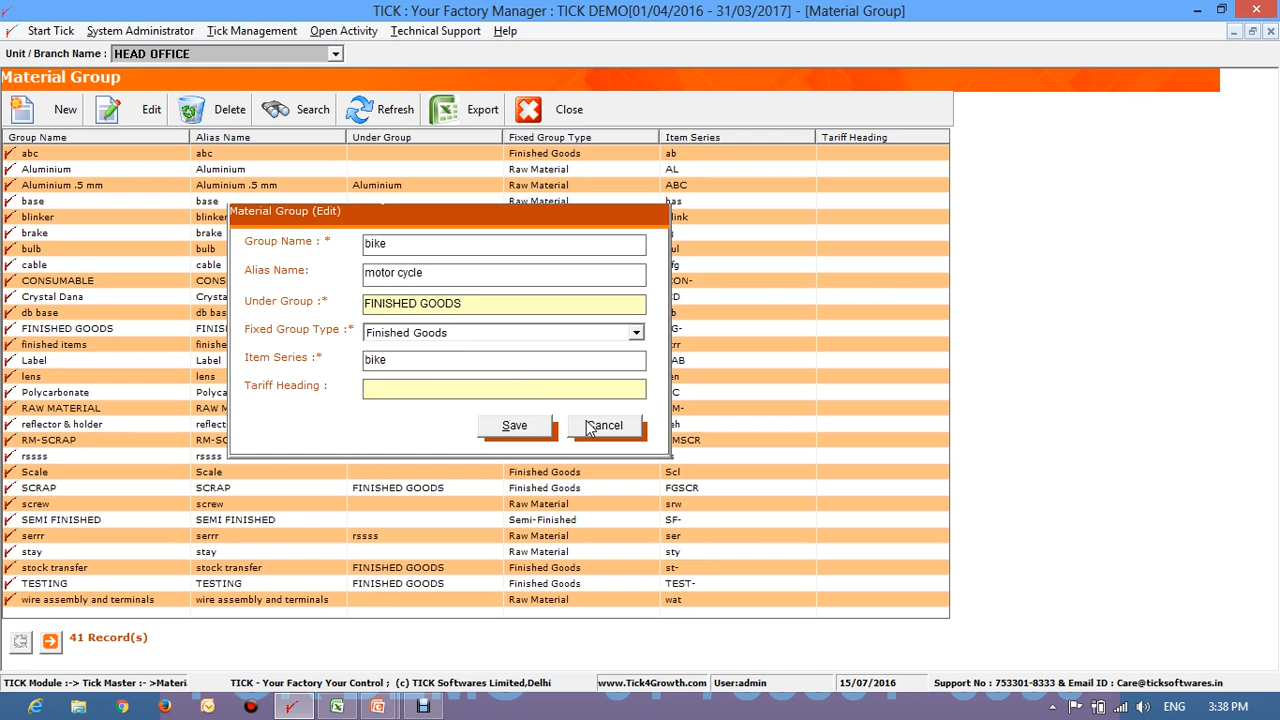 TICK : Your Factory Manager : TICK DEMO[01/04/2016 - 31/03/2017] - [Material Group]
Start Tick System Administrator Tick Management Open Activity Technical Support Help
Unit / Branch Name : HEAD OFFICE
Material Group
New Edit Delete Search Refresh Export Close
Group Name Alias Name Under Group Fixed Group Type Item Series Tariff Heading
abc abc Finished Goods ab
Aluminium Aluminium Raw Material AL
Aluminium .5 mm Aluminium .5 mm Aluminium Raw Material ABC
base base Raw Material bas
blinker blinker link
brake brake
bulb bulb ul
cable cable fg
CONSUMABLE CONS ON-
Crystal Dana Crysta D
db base db base
FINISHED GOODS FINISH G-
finished items finished rr
Label Label AB
lens lens en
Polycarbonate Polycarb C
RAW MATERIAL RAW M M-
reflector & holder reflecto eh
RM-SCRAP RM-SCR MSCR
rssss rssss
Material Group (Edit)
Group Name : * bike
Alias Name: motor cycle
Under Group :* FINISHED GOODS
Fixed Group Type :* Finished Goods
Item Series :* bike
Tariff Heading :
Save Cancel
Scale Scale Finished Goods Scl
SCRAP SCRAP FINISHED GOODS Finished Goods FGSCR
screw screw Raw Material srw
SEMI FINISHED SEMI FINISHED Semi-Finished SF-
serrr serrr rssss Raw Material ser
stay stay Raw Material sty
stock transfer stock transfer FINISHED GOODS Finished Goods st-
TESTING TESTING FINISHED GOODS Finished Goods TEST-
wire assembly and terminals wire assembly and terminals Raw Material wat
41 Record(s)
TICK Module :-> Tick Master : ->Materi TICK - Your Factory Your Control ; (c) TICK Softwares Limited,Delhi www.Tick4Growth.com User:admin 15/07/2016 Support No : 753301-8333 & Email ID : Care@ticksoftwares.in
ENG 3:38 PM